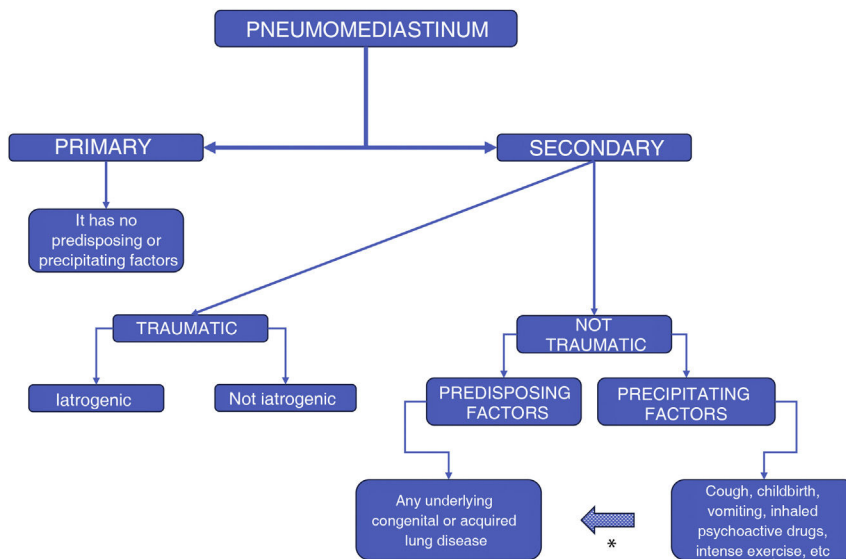 PNEUMOMEDIASTINUM
PRIMARY
SECONDARY
It has no
predisposing or
precipitating factors
TRAUMATIC
NOT
TRAUMATIC
Iatrogenic
Not iatrogenic
PREDISPOSING
FACTORS
PRECIPITATING
FACTORS
Any underlying
congenital or acquired
lung disease
*
Cough, childbirth,
vomiting, inhaled
psychoactive drugs,
intense exercise, etc